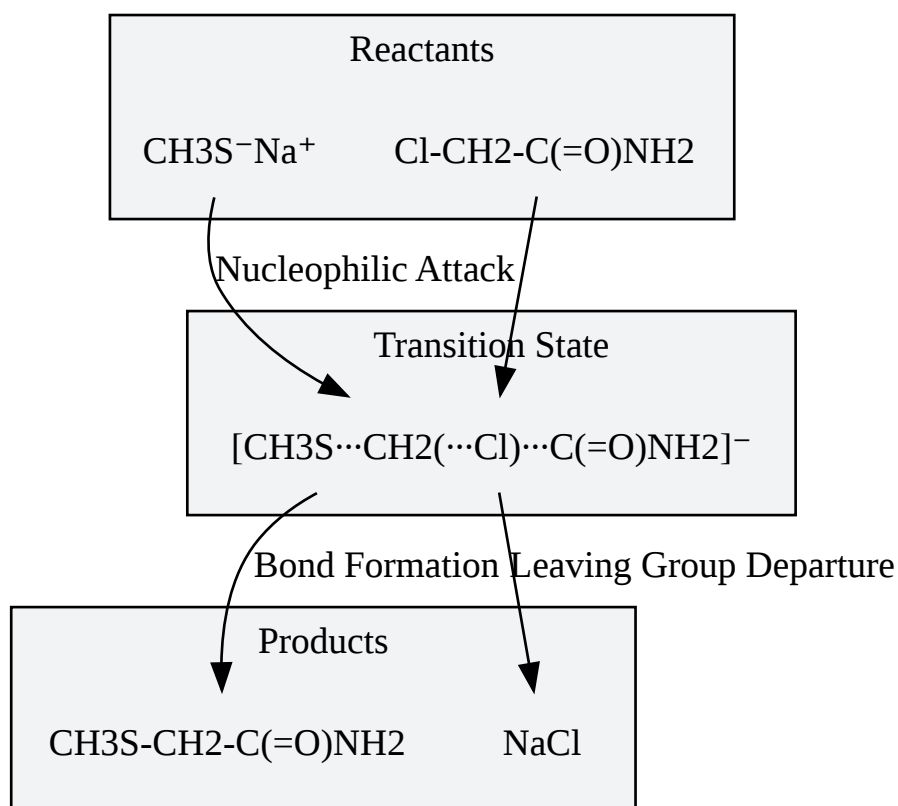 Reactants
CH3S⁻Na⁺ Cl-CH2-C(=O)NH2
Nucleophilic Attack
Transition State
[CH3S···CH2(···Cl)···C(=O)NH2]⁻
Bond Formation Leaving Group Departure
Products
CH3S-CH2-C(=O)NH2 NaCl